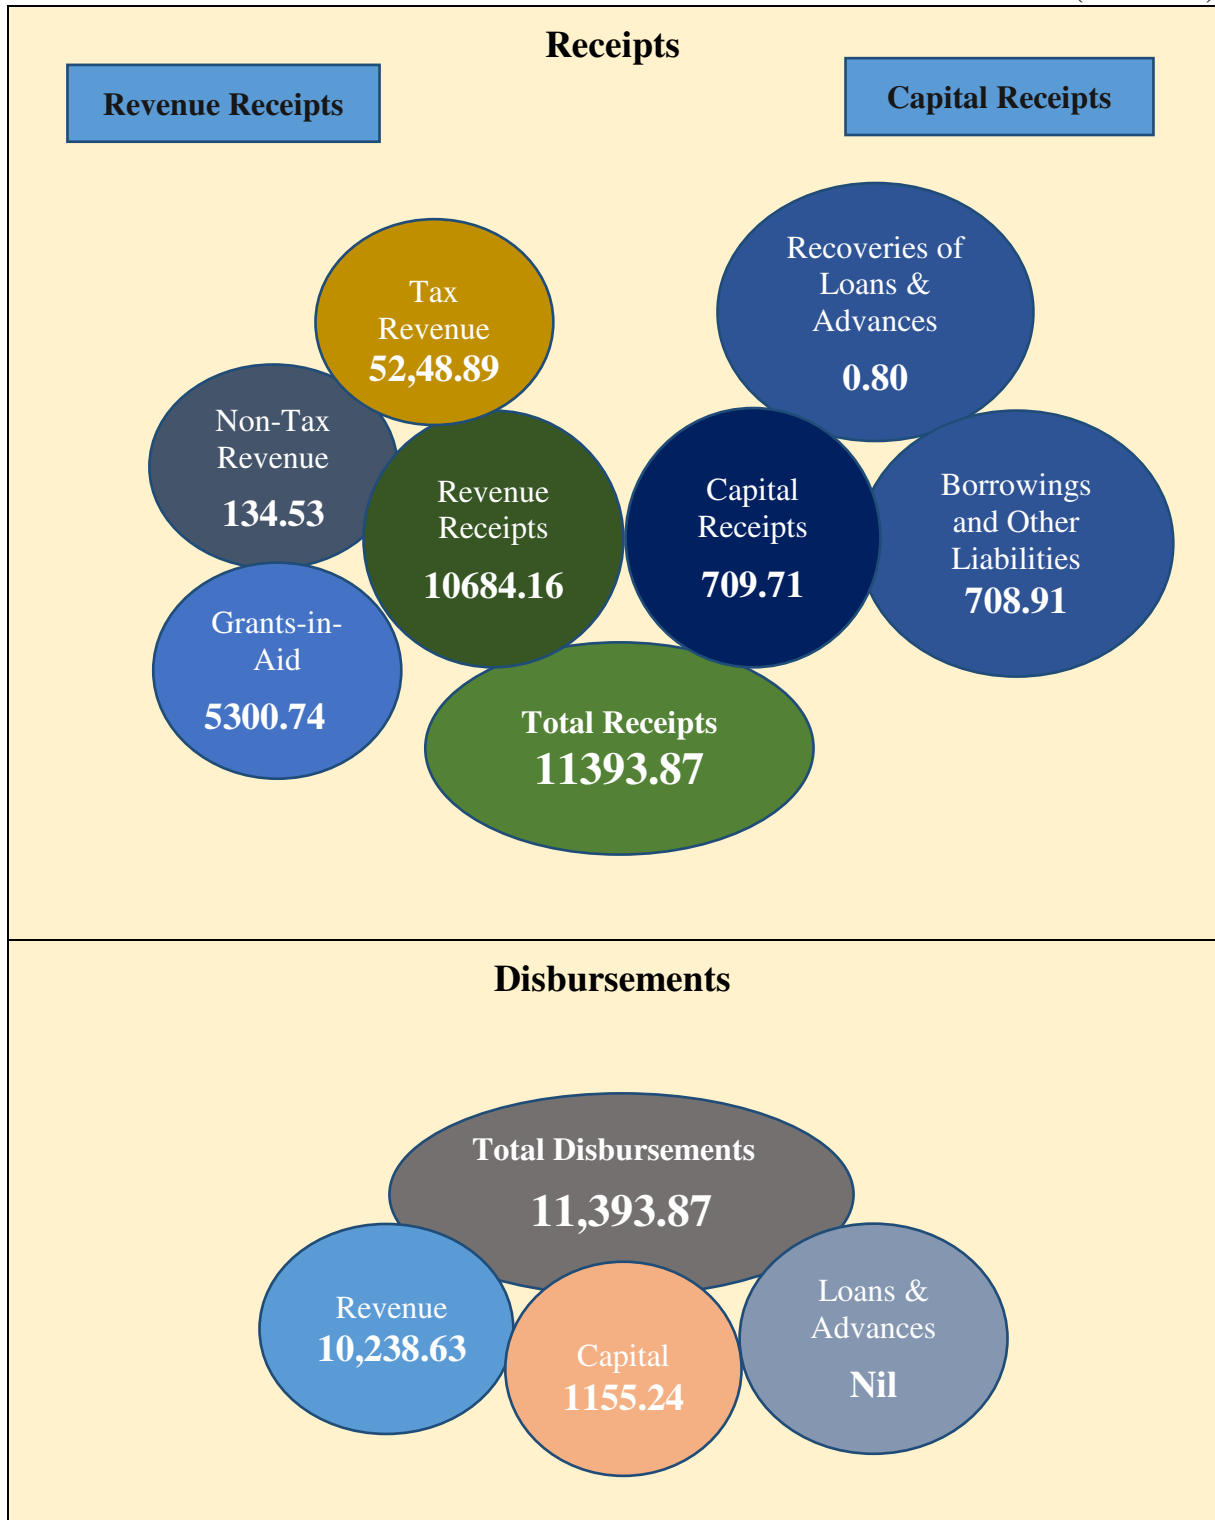 Receipts
Revenue Receipts
Capital Receipts
Tax
Revenue
52,48.89
Non-Tax
Revenue
134.53
Grants-in-
Aid
5300.74
Revenue
Receipts
10684.16
Capital
Receipts
709.71
Recoveries of
Loans &
Advances
0.80
Borrowings
and Other
Liabilities
708.91
Total Receipts
11393.87
Disbursements
Total Disbursements
11,393.87
Revenue
10,238.63
Capital
1155.24
Loans &
Advances
Nil